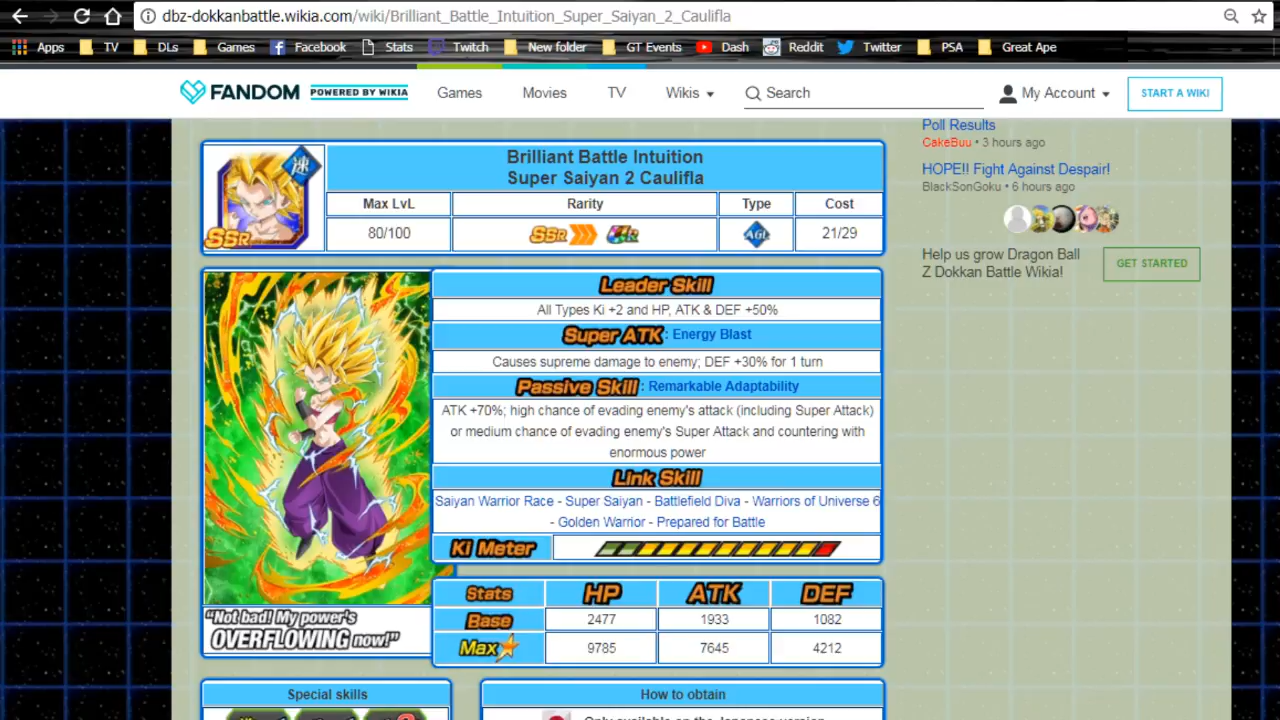 dbz-dokkanbattle.wikia.com/wiki/Brilliant_Battle_Intuition_Super_Saiyan_2_Caulifla
Apps TV DLs Games Facebook Stats Twitch New folder GT Events Dash Reddit Twitter PSA Great Ape
FANDOM POWERED BY WIKIA Games Movies TV Wikis Search My Account START A WIKI
Poll Results
CakeBuu • 3 hours ago
HOPE!! Fight Against Despair!
BlackSonGoku • 6 hours ago
Help us grow Dragon Ball
Z Dokkan Battle Wikia!
GET STARTED
速
SSR
Brilliant Battle Intuition
Super Saiyan 2 Caulifla
Max LvL Rarity Type Cost
80/100 SSR UR AGL 21/29
Leader Skill
All Types Ki +2 and HP, ATK & DEF +50%
Super ATK : Energy Blast
Causes supreme damage to enemy; DEF +30% for 1 turn
Passive Skill : Remarkable Adaptability
ATK +70%; high chance of evading enemy's attack (including Super Attack)
or medium chance of evading enemy's Super Attack and countering with
enormous power
Link Skill
Saiyan Warrior Race - Super Saiyan - Battlefield Diva - Warriors of Universe 6
- Golden Warrior - Prepared for Battle
Ki Meter
"Not bad! My power's
OVERFLOWING now!"
Stats HP ATK DEF
Base 2477 1933 1082
Max 9785 7645 4212
Special skills
How to obtain
Only available on the Japanese version